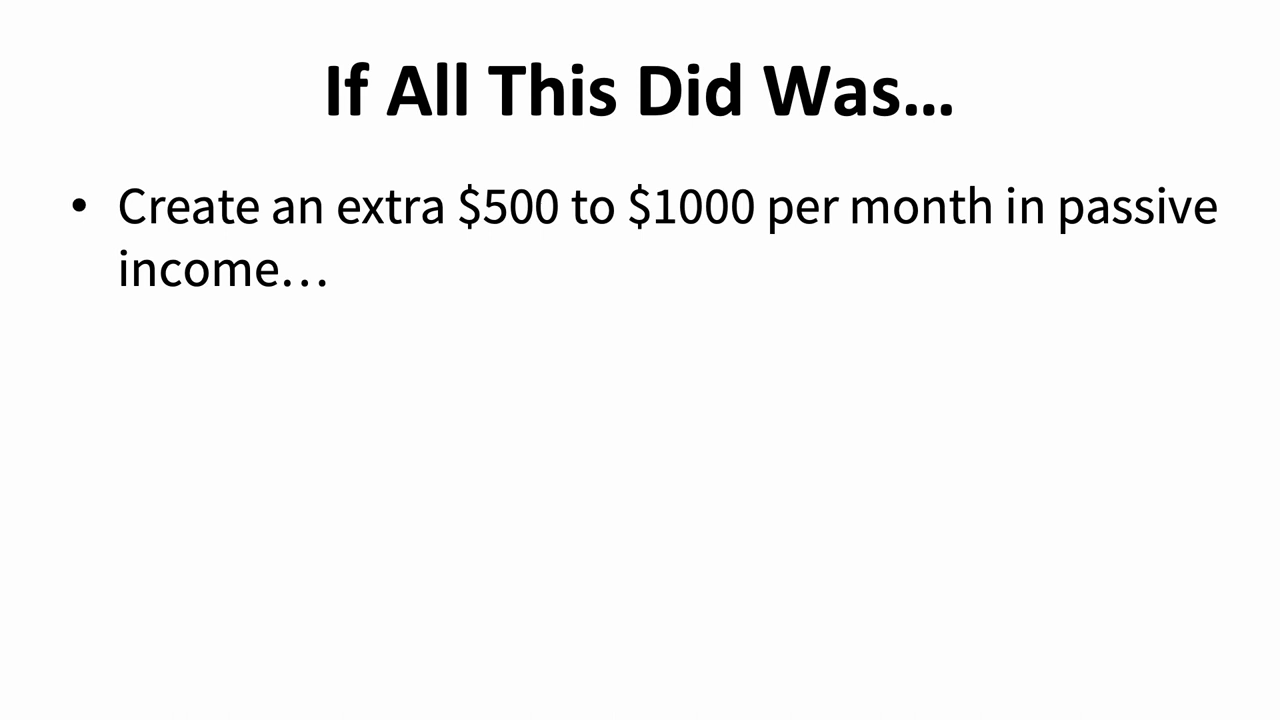 If All This Did Was…
• Create an extra $500 to $1000 per month in passive
income…